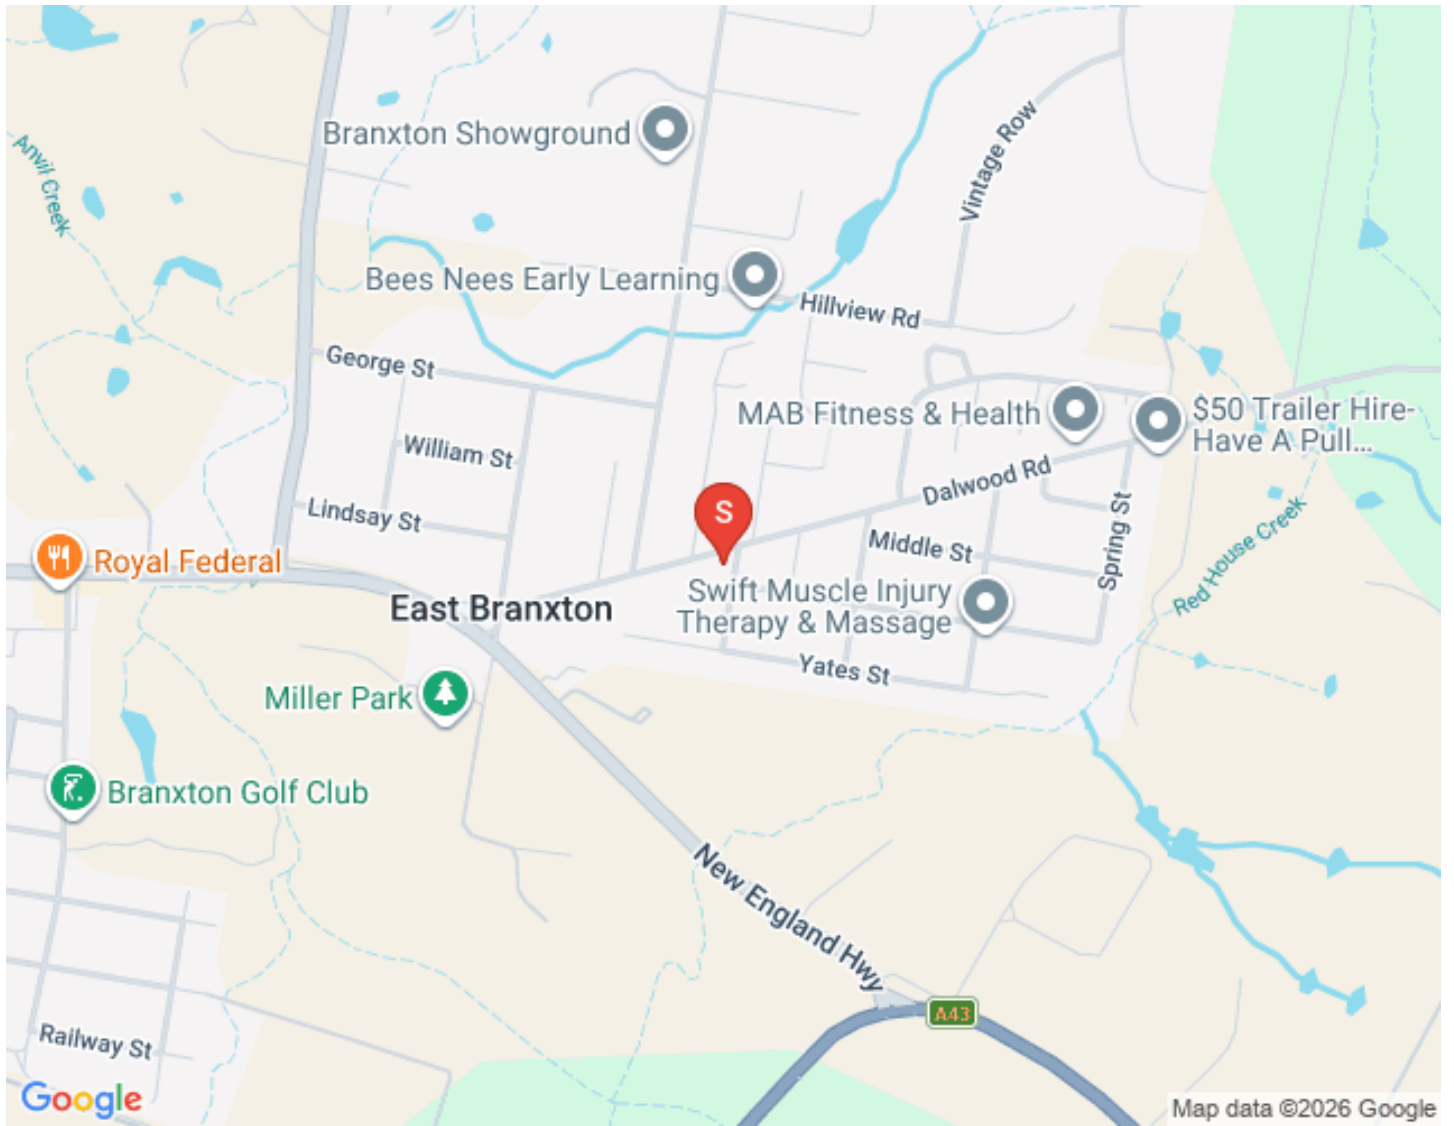 Anvil Creek
Branxton Showground
Vintage Row
Bees Nees Early Learning
Hillview Rd
George St
MAB Fitness & Health
$50 Trailer Hire-
Have A Pull...
William St
Dalwood Rd
Lindsay St
S
Middle St
Spring St
Red House Creek
Royal Federal
East Branxton
Swift Muscle Injury
Therapy & Massage
Yates St
Miller Park
Branxton Golf Club
New England Hwy
A43
Railway St
Google
Map data ©2026 Google